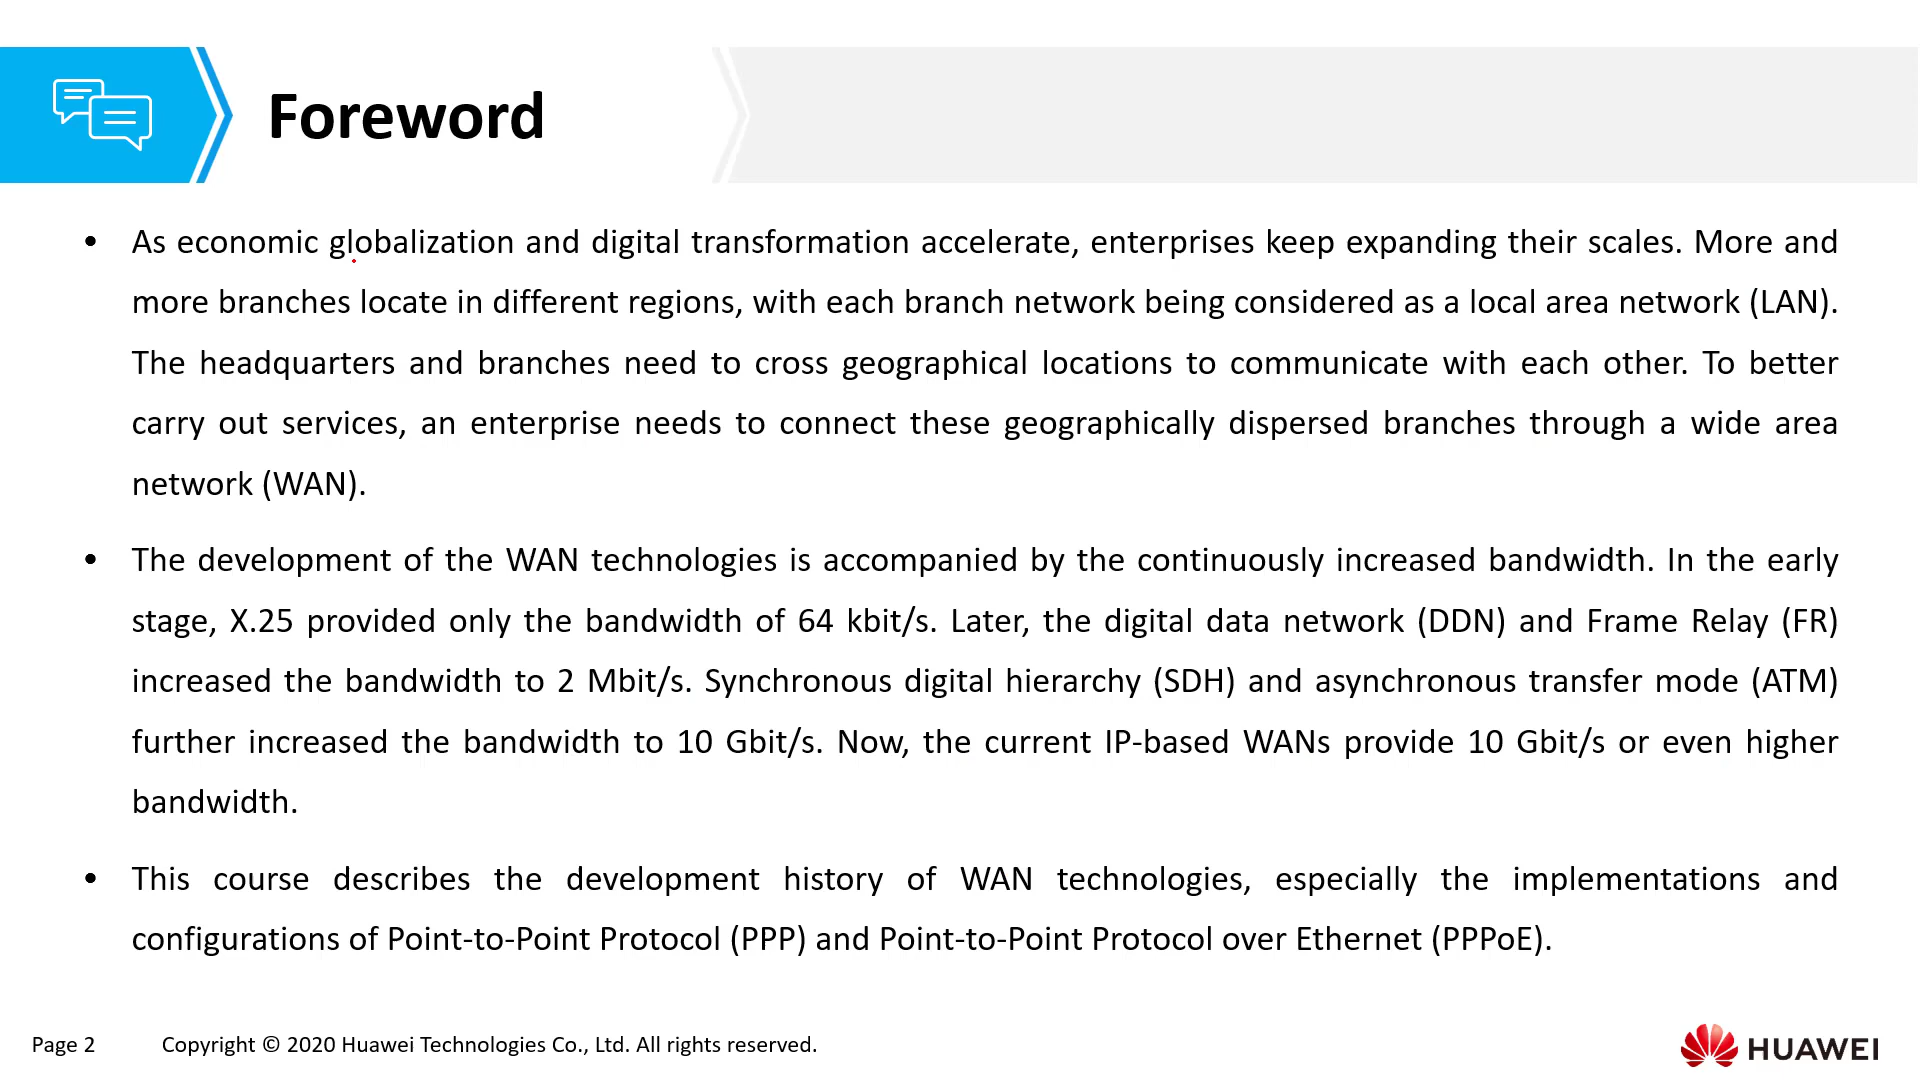 Foreword
• As economic globalization and digital transformation accelerate, enterprises keep expanding their scales. More and
more branches locate in different regions, with each branch network being considered as a local area network (LAN).
The headquarters and branches need to cross geographical locations to communicate with each other. To better
carry out services, an enterprise needs to connect these geographically dispersed branches through a wide area
network (WAN).
• The development of the WAN technologies is accompanied by the continuously increased bandwidth. In the early
stage, X.25 provided only the bandwidth of 64 kbit/s. Later, the digital data network (DDN) and Frame Relay (FR)
increased the bandwidth to 2 Mbit/s. Synchronous digital hierarchy (SDH) and asynchronous transfer mode (ATM)
further increased the bandwidth to 10 Gbit/s. Now, the current IP-based WANs provide 10 Gbit/s or even higher
bandwidth.
• This course describes the development history of WAN technologies, especially the implementations and
configurations of Point-to-Point Protocol (PPP) and Point-to-Point Protocol over Ethernet (PPPoE).
Page 2 Copyright © 2020 Huawei Technologies Co., Ltd. All rights reserved.
HUAWEI